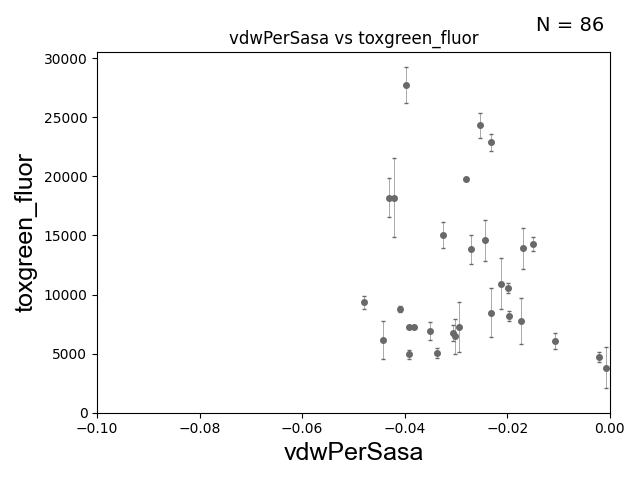 N = 86
vdwPerSasa vs toxgreen_fluor
30000
25000
20000
15000
10000
5000
0
toxgreen_fluor
−0.10 −0.08 −0.06 −0.04 −0.02 0.00
vdwPerSasa